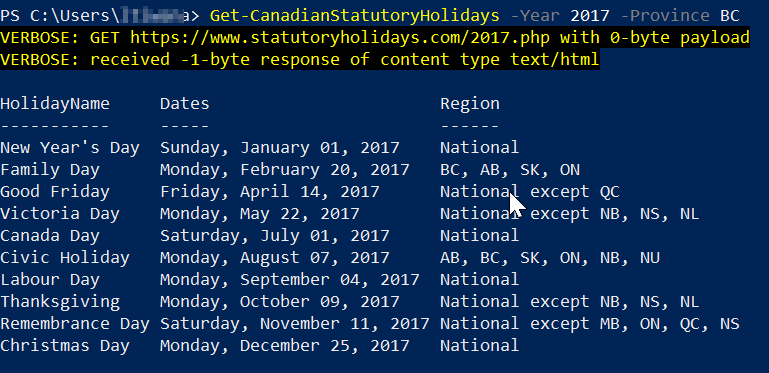 PS C:\Users\> Get-CanadianStatutoryHolidays -Year 2017 -Province BC
VERBOSE: GET https://www.statutoryholidays.com/2017.php with 0-byte payload
VERBOSE: received -1-byte response of content type text/html
HolidayName Dates Region
----------- ----- ------
New Year's Day Sunday, January 01, 2017 National
Family Day Monday, February 20, 2017 BC, AB, SK, ON
Good Friday Friday, April 14, 2017 National except QC
Victoria Day Monday, May 22, 2017 National except NB, NS, NL
Canada Day Saturday, July 01, 2017 National
Civic Holiday Monday, August 07, 2017 AB, BC, SK, ON, NB, NU
Labour Day Monday, September 04, 2017 National
Thanksgiving Monday, October 09, 2017 National except NB, NS, NL
Remembrance Day Saturday, November 11, 2017 National except MB, ON, QC, NS
Christmas Day Monday, December 25, 2017 National